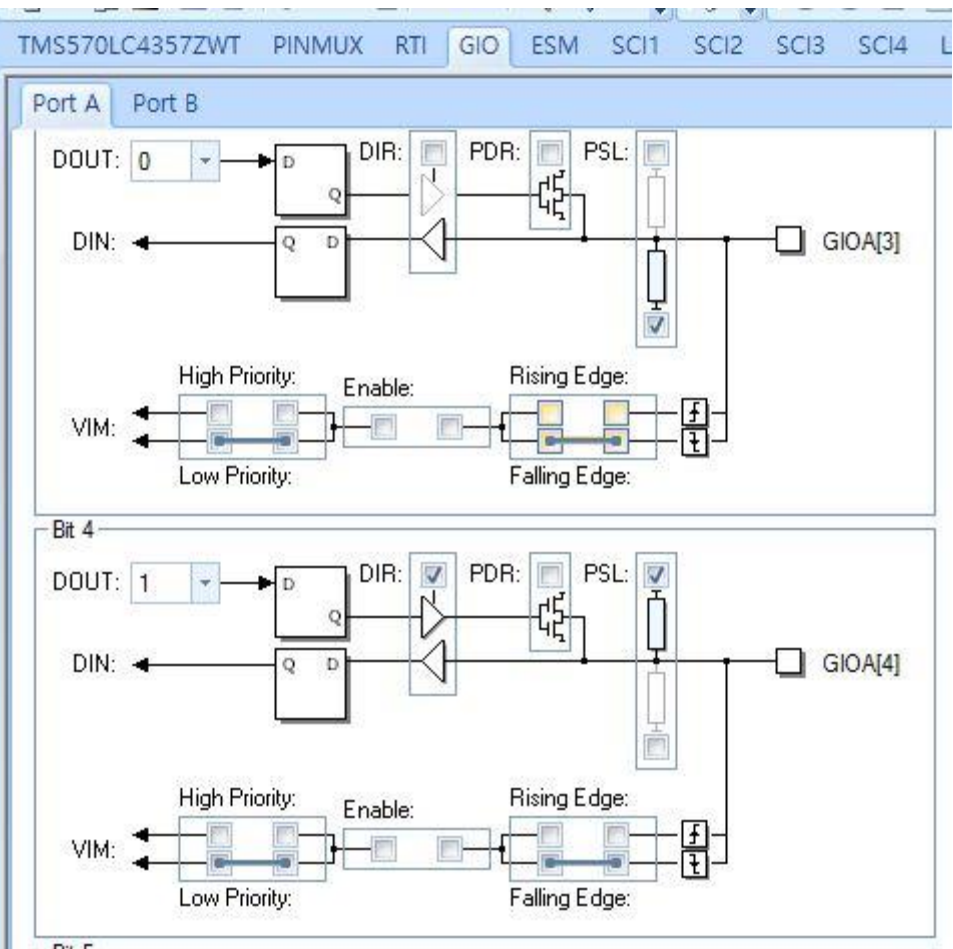 TMS570LC4357ZWT PINMUX RTI GIO ESM SCI1 SCI2 SCI3 SCI4 L
Port A Port B
DOUT: 0 D Q DIR: PDR: PSL:
DIN: Q D GIOA[3]
High Priority: Enable: Rising Edge:
VIM:
Low Priority: Falling Edge:
Bit 4
DOUT: 1 D Q DIR: PDR: PSL:
DIN: Q D GIOA[4]
High Priority: Enable: Rising Edge:
VIM:
Low Priority: Falling Edge: